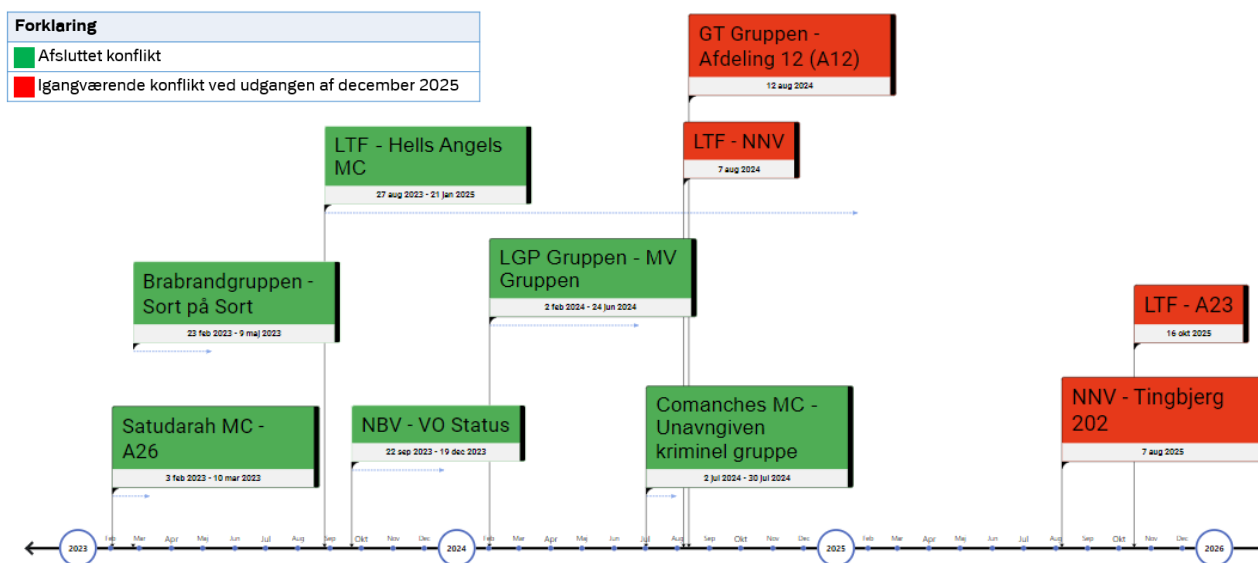 Forklaring
Afsluttet konflikt
Igangværende konflikt ved udgangen af december 2025
GT Gruppen -
Afdeling 12 (A12)
12 aug 2024
LTF - Hells Angels
MC
27 aug 2023 - 21 jan 2025
LTF - NNV
7 aug 2024
Brabrandgruppen -
Sort på Sort
23 feb 2023 - 9 maj 2023
LGP Gruppen - MV
Gruppen
2 feb 2024 - 24 jun 2024
LTF - A23
16 okt 2025
Satudarah MC -
A26
3 feb 2023 - 10 mar 2023
NBV - VO Status
22 sep 2023 - 19 dec 2023
Comanches MC -
Unavngiven
kriminel gruppe
2 jul 2024 - 30 jul 2024
NNV - Tingbjerg
202
7 aug 2025
2023 Feb Mar Apr Maj Jun Jul Aug Sep Okt Nov Dec 2024 Feb Mar Apr Maj Jun Jul Aug Sep Okt Nov Dec 2025 Feb Mar Apr Maj Jun Jul Aug Sep Okt Nov Dec 2026